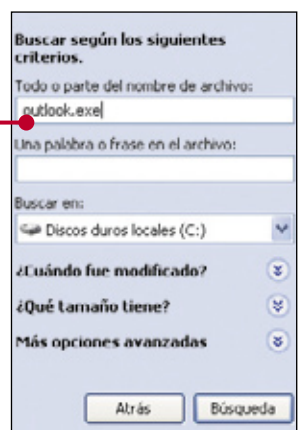 Buscar según los siguientes
criterios.
Todo o parte del nombre de archivo:
outlook.exe
Una palabra o frase en el archivo:
Buscar en:
Discos duros locales (C:)
¿Cuándo fue modificado?
¿Qué tamaño tiene?
Más opciones avanzadas
Atrás
Búsqueda